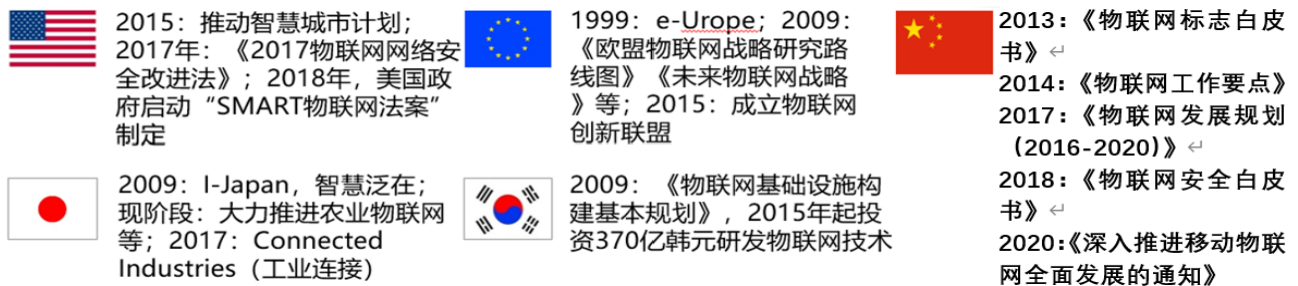 2015：推动智慧城市计划；
2017年：《2017物联网网络安
全改进法》；2018年，美国政
府启动“SMART物联网法案”
制定
1999：e-Urope；2009：
《欧盟物联网战略研究路
线图》《未来物联网战略
》等；2015：成立物联网
创新联盟
2013：《物联网标志白皮
书》
2014：《物联网工作要点》
2017：《物联网发展规划
（2016-2020）》
2018：《物联网安全白皮
书》
2020：《深入推进移动物联
网全面发展的通知》
2009：I-Japan，智慧泛在；
现阶段：大力推进农业物联网
等；2017：Connected
Industries（工业连接）
2009：《物联网基础设施构
建基本规划》，2015年起投
资370亿韩元研发物联网技术